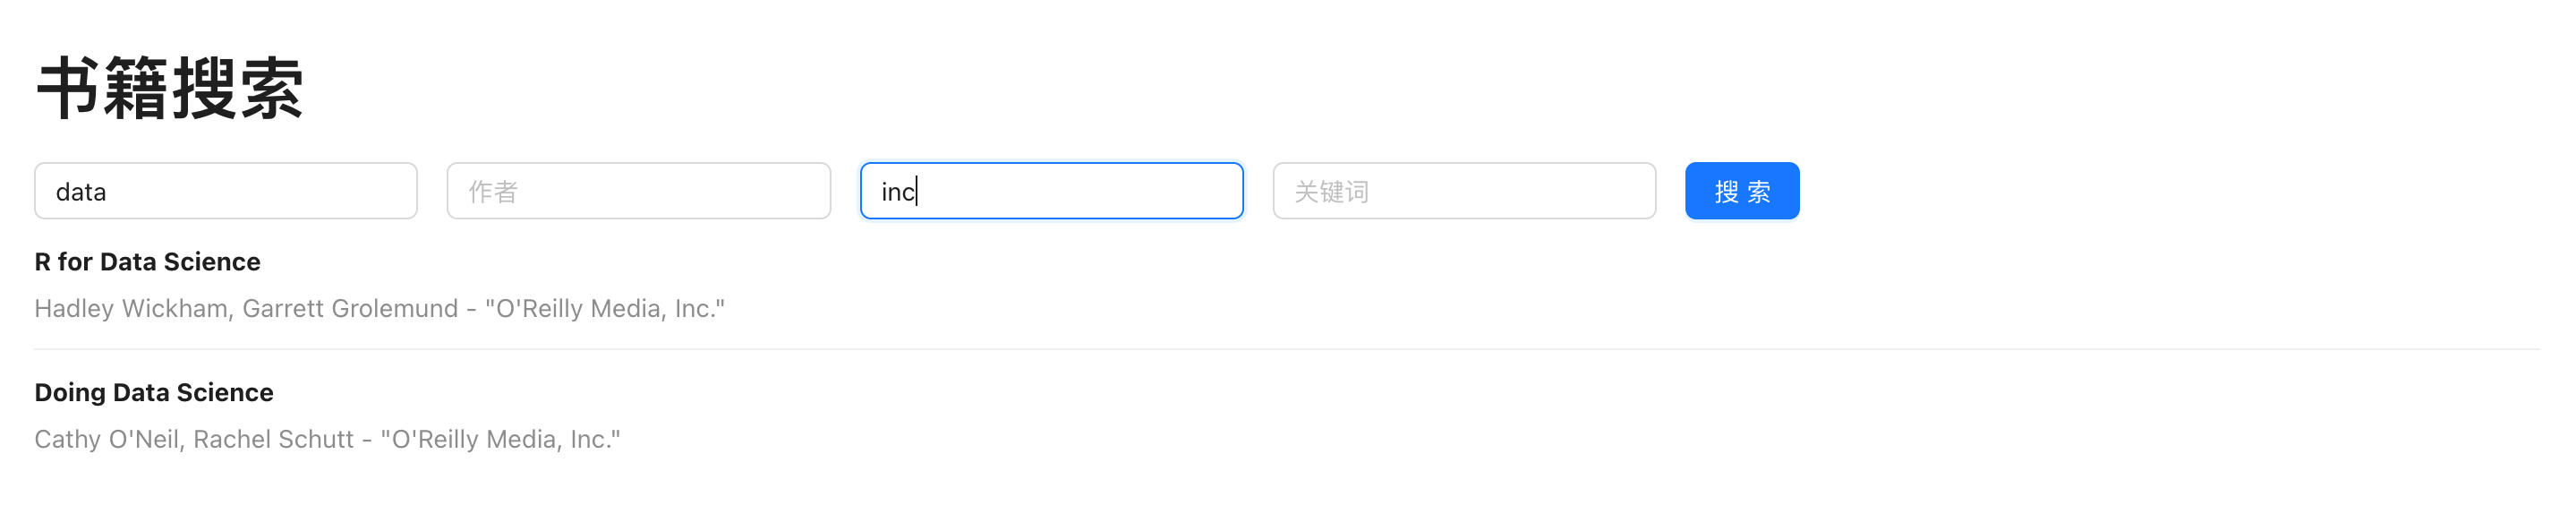 书籍搜索
data 作者 inc 关键词 搜 索
R for Data Science
Hadley Wickham, Garrett Grolemund - "O'Reilly Media, Inc."
Doing Data Science
Cathy O'Neil, Rachel Schutt - "O'Reilly Media, Inc."